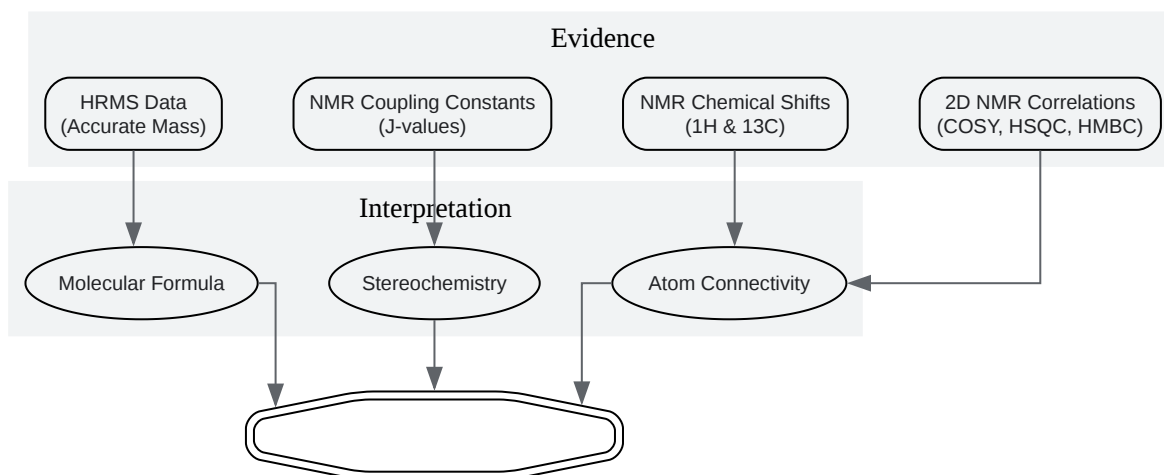 Evidence
HRMS Data
(Accurate Mass)
NMR Coupling Constants
(J-values)
NMR Chemical Shifts
(1H & 13C)
2D NMR Correlations
(COSY, HSQC, HMBC)
Interpretation
Molecular Formula
Stereochemistry
Atom Connectivity